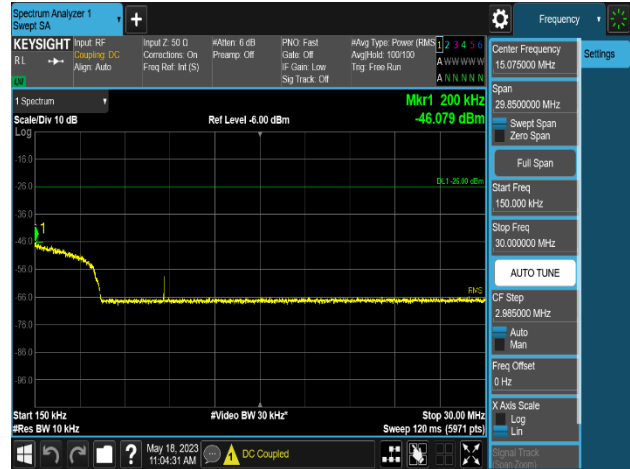 Spectrum Analyzer 1
Swept SA
+
Frequency
KEYSIGHT
RL
Input: RF
Coupling: DC
Align: Auto
Input Z: 50 Ω
Corrections: On
Freq Ref: Int (S)
#Atten: 6 dB
Preamp: Off
PNO: Fast
Gate: Off
IF Gain: Low
Sig Track: Off
#Avg Type: Power (RMS
Avg|Hold: 100/100
Trig: Free Run
1 2 3 4 5 6
A W W W W W
A N N N N N
1 Spectrum
Scale/Div 10 dB
Ref Level -6.00 dBm
Mkr1 200 kHz
-46.079 dBm
Log
-16.0
-26.0
-36.0
-46.0
-56.0
-66.0
-76.0
-86.0
-96.0
DL1 -26.00 dBm
1
RMS
Start 150 kHz
#Res BW 10 kHz
#Video BW 30 kHz*
Stop 30.00 MHz
Sweep 120 ms (5971 pts)
?
May 18, 2023
11:04:31 AM
DC Coupled
Center Frequency
15.075000 MHz
Settings
Span
29.8500000 MHz
Swept Span
Zero Span
Full Span
Start Freq
150.000 kHz
Stop Freq
30.000000 MHz
AUTO TUNE
CF Step
2.985000 MHz
Auto
Man
Freq Offset
0 Hz
X Axis Scale
Log
Lin
Signal Track
(Span Zoom)